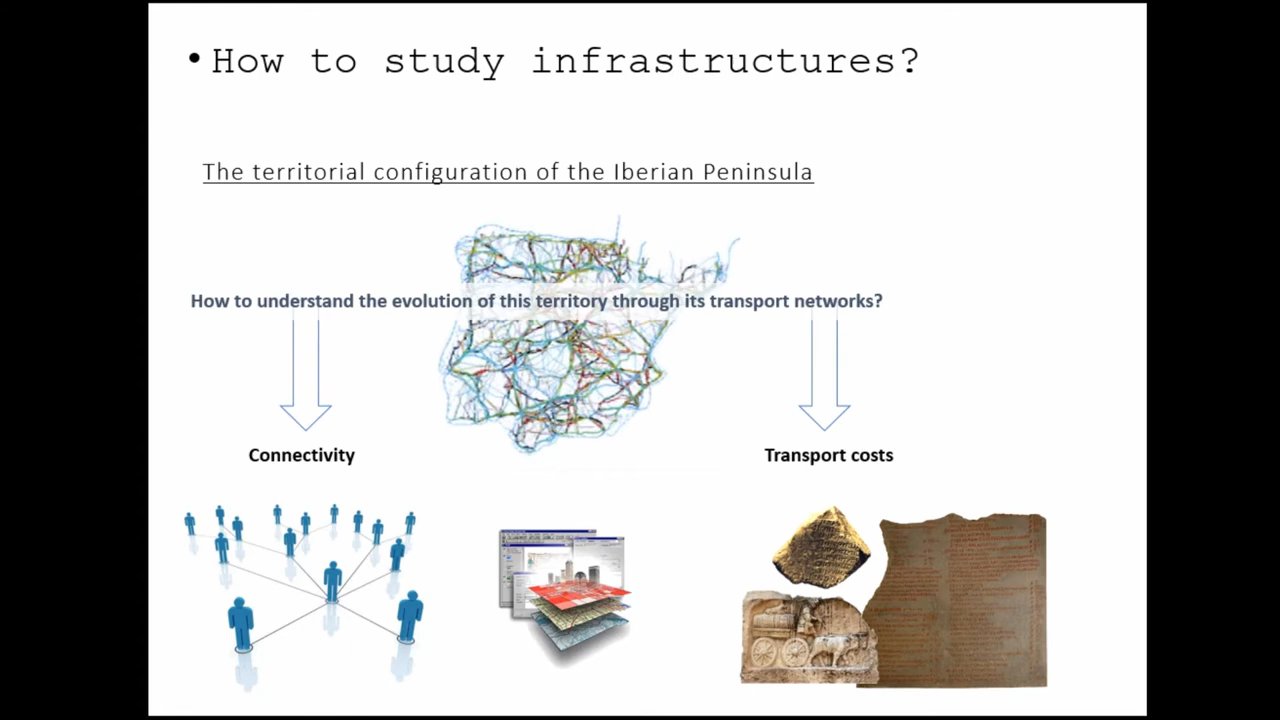 • How to study infrastructures?
The territorial configuration of the Iberian Peninsula
How to understand the evolution of this territory through its transport networks?
Connectivity
Transport costs